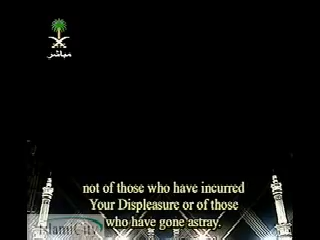 مباشر
not of those who have incurred
Your Displeasure or of those
who have gone astray.
IslamiCity